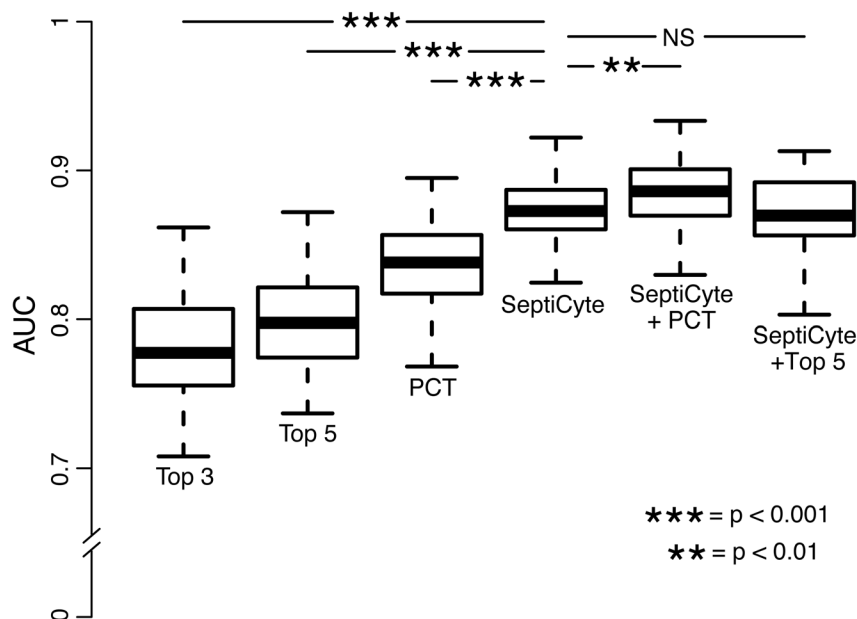 1
***
***
NS
**
***
0.9
SeptiCyte
SeptiCyte
+ PCT
SeptiCyte
+Top 5
0.8
AUC
PCT
Top 5
0.7
Top 3
*** = p < 0.001
** = p < 0.01
0